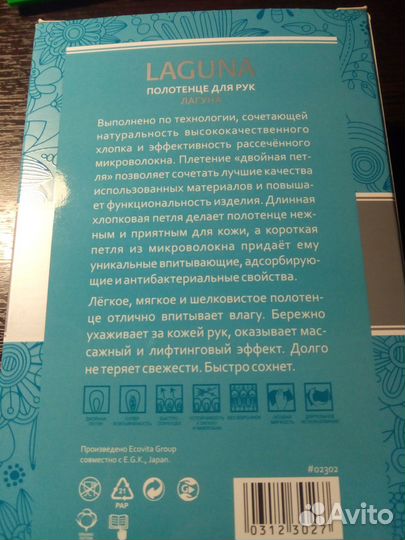 LAGUNA
ПОЛОТЕНЦЕ ДЛЯ РУК
ЛАГУНА
Выполнено по технологии, сочетающей
натуральность высококачественного
хлопка и эффективность рассечённого
микроволокна. Плетение «двойная пет-
ля» позволяет сочетать лучшие качества
использованных материалов и повыша-
ет функциональность изделия. Длинная
хлопковая петля делает полотенце неж-
ным и приятным для кожи, а короткая
петля из микроволокна придаёт ему
уникальные впитывающие, адсорбирую-
щие и антибактериальные свойства.
Лёгкое, мягкое и шелковистое полотен-
це отлично впитывает влагу. Бережно
ухаживает за кожей рук, оказывает мас-
сажный и лифтинговый эффект. Долго
не теряет свежести. Быстро сохнет.
Произведено Ecovita Group
совместно с E.G.K., Japan.
#02302
21
PAP
0312 3027
Avito